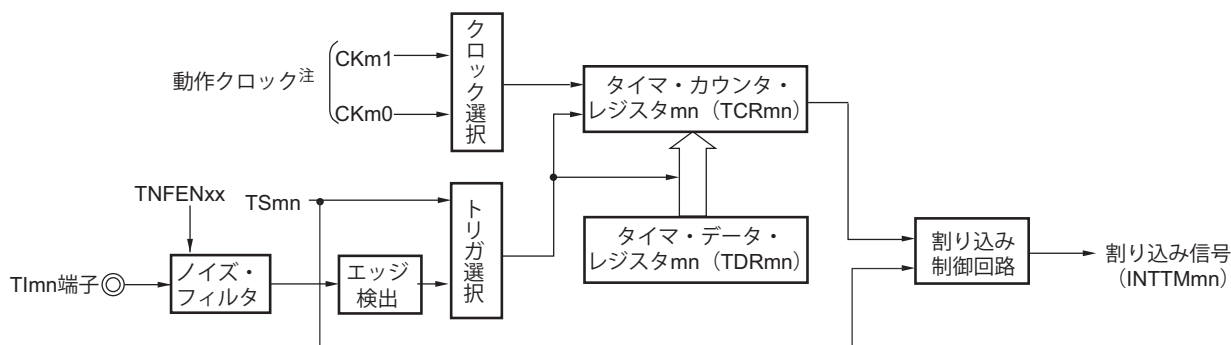 動作クロック注
CKm1
CKm0
クロック選択
タイマ・カウンタ・
レジスタmn（TCRmn）
TNFENxx
TSmn
トリガ選択
タイマ・データ・
レジスタmn（TDRmn）
TImn端子
ノイズ・
フィルタ
エッジ
検出
割り込み
制御回路
割り込み信号
（INTTMmn）